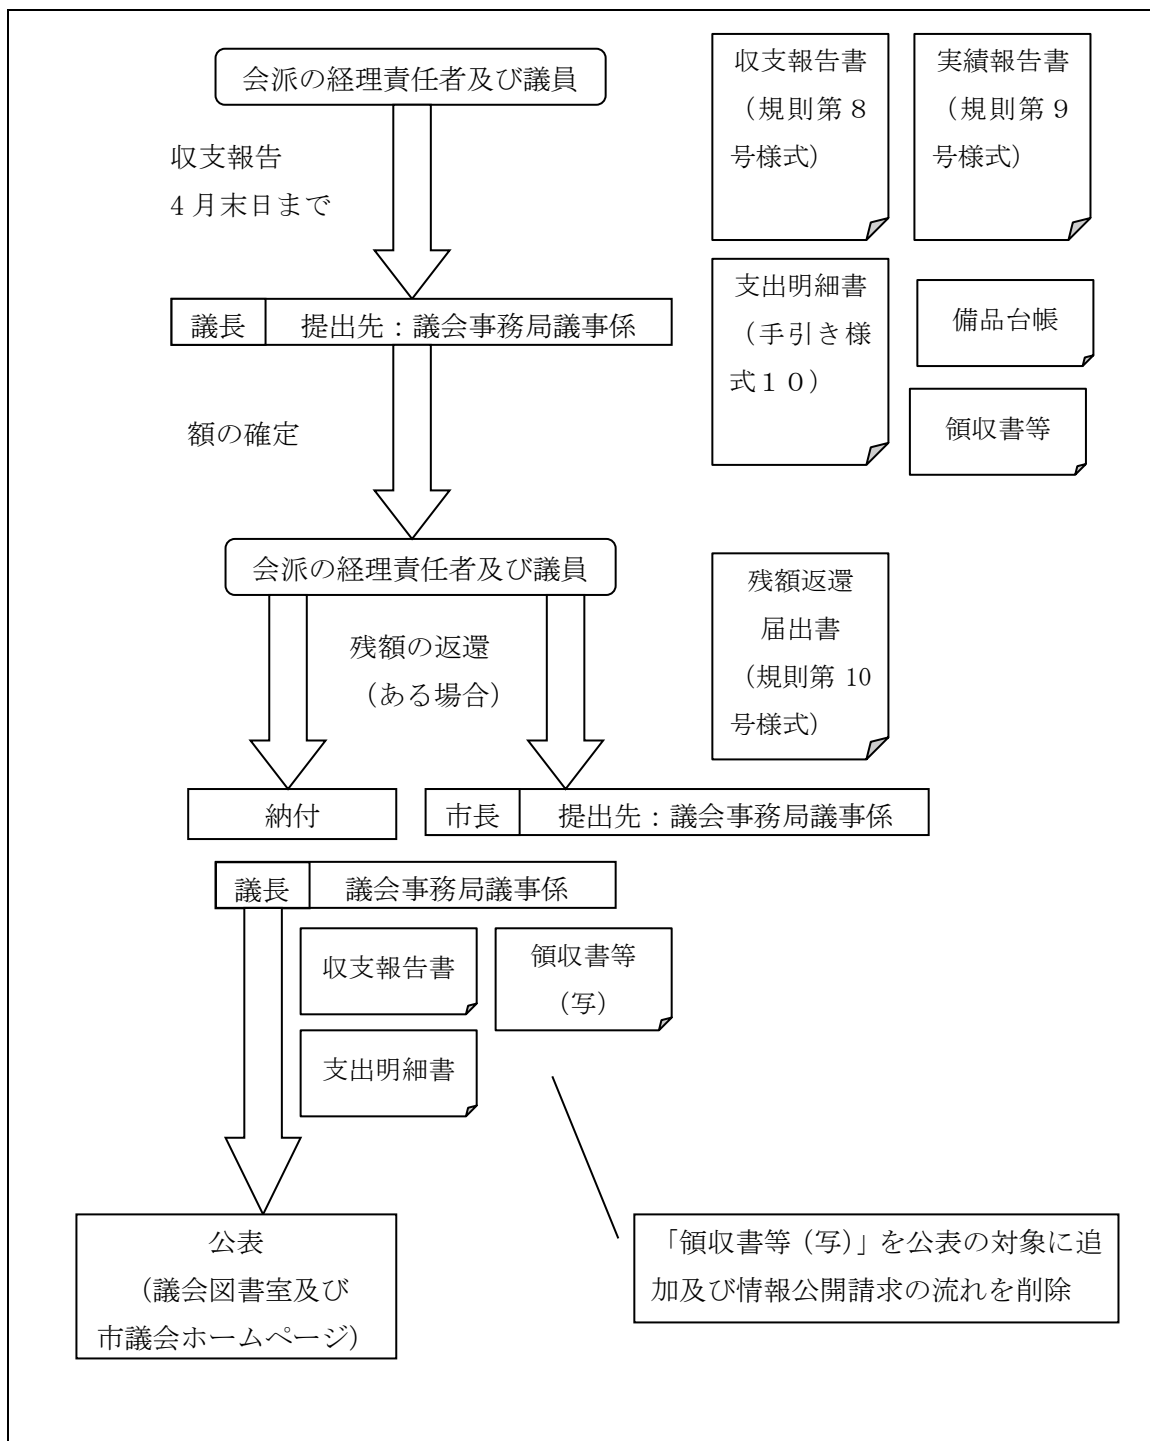 会派の経理責任者及び議員
収支報告
4月末日まで
収支報告書
（規則第８
号様式）
実績報告書
（規則第９
号様式）
議長
提出先：議会事務局議事係
支出明細書
（手引き様
式１０）
備品台帳
領収書等
額の確定
会派の経理責任者及び議員
残額の返還
（ある場合）
残額返還
届出書
（規則第 10
号様式）
納付
市長
提出先：議会事務局議事係
議長
議会事務局議事係
収支報告書
領収書等
（写）
支出明細書
公表
（議会図書室及び
市議会ホームページ）
「領収書等（写）」を公表の対象に追
加及び情報公開請求の流れを削除